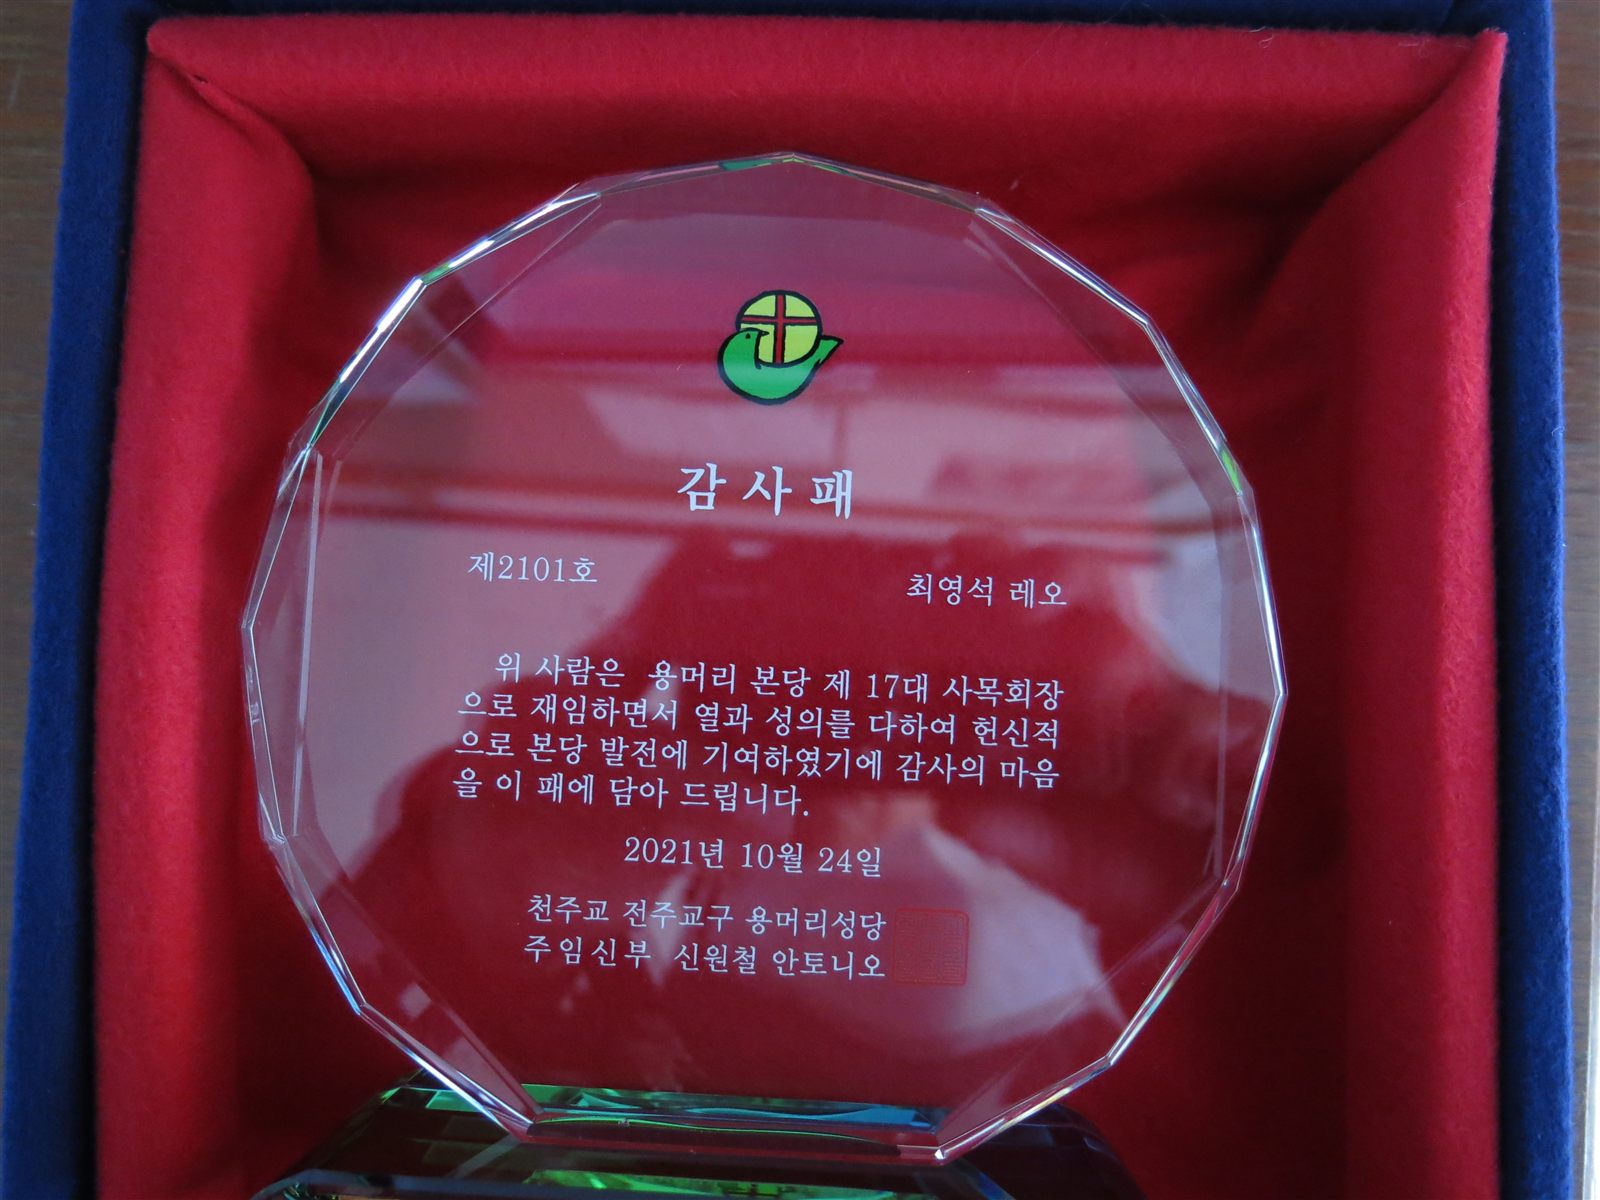 감사패
제2101호
최영석 레오
위 사람은 용머리 본당 제 17대 사목회장
으로 재임하면서 열과 성의를 다하여 헌신적
으로 본당 발전에 기여하였기에 감사의 마음
을 이 패에 담아 드립니다.
2021년 10월 24일
천주교 전주교구 용머리성당
주임신부 신원철 안토니오